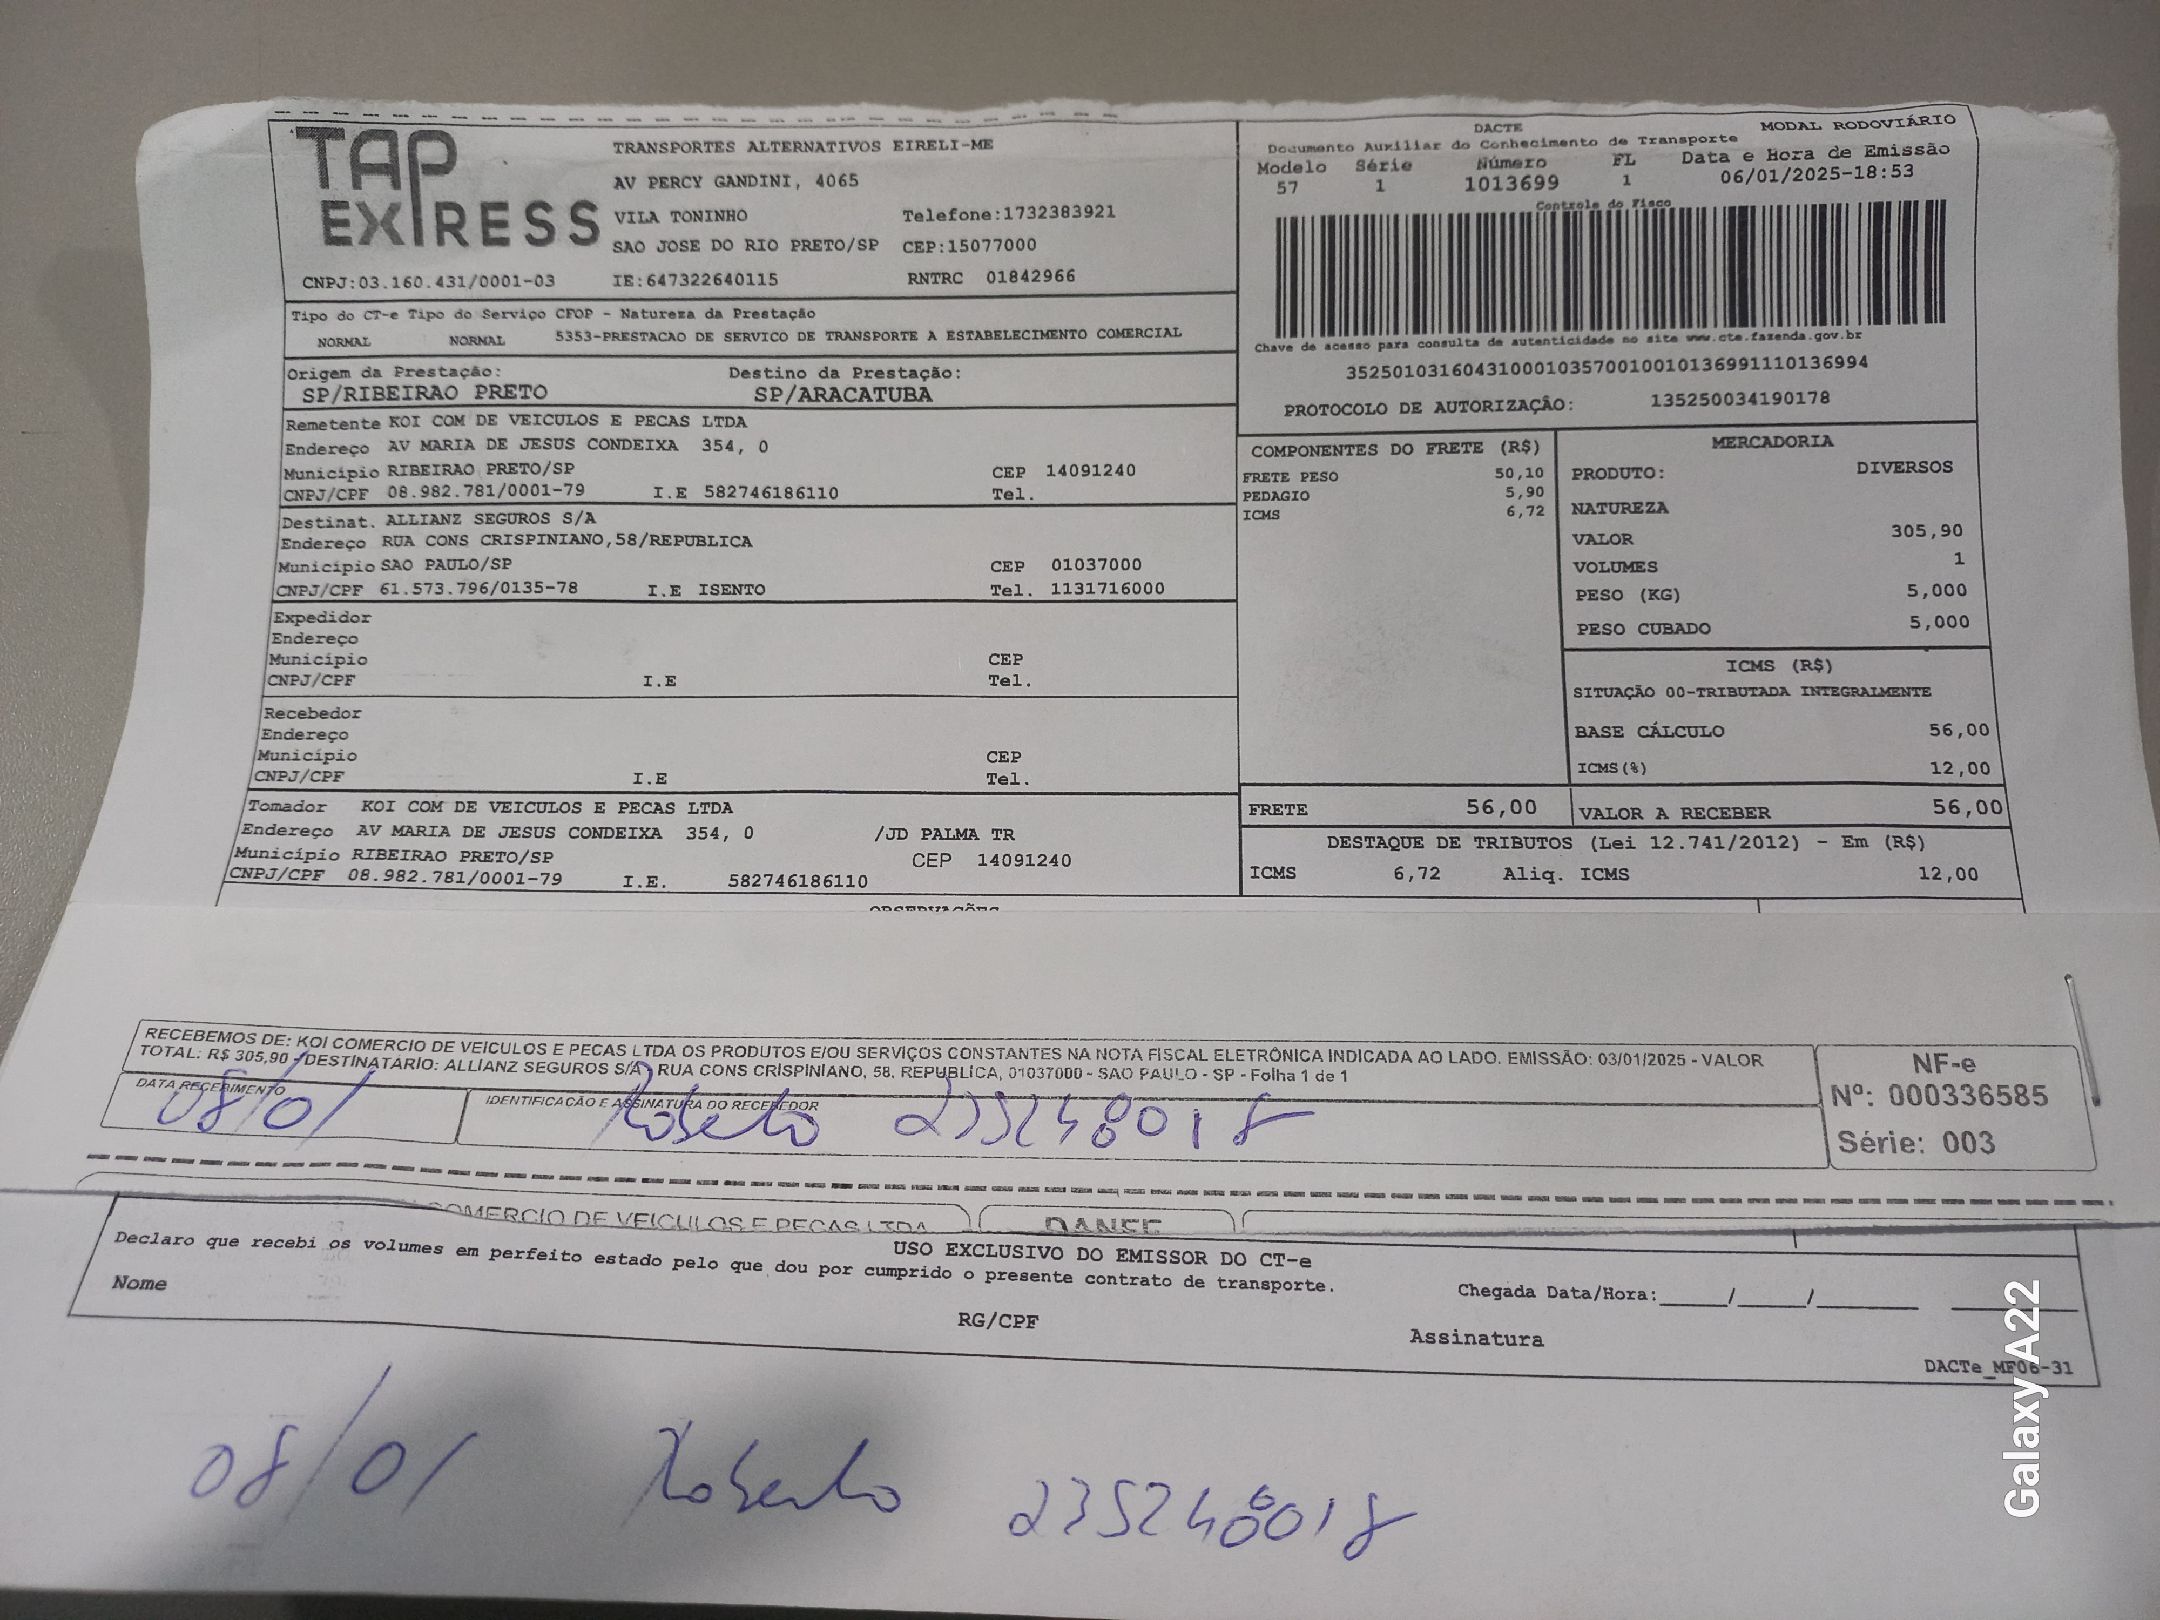 TAP EXPRESS
TRANSPORTES ALTERNATIVOS EIRELI-ME
AV PERCY GANDINI, 4065
VILA TONINHO Telefone:1732383921
SAO JOSE DO RIO PRETO/SP CEP:15077000
CNPJ:03.160.431/0001-03 IE:647322640115 RNTRC 01842966
DACTE MODAL RODOVIÁRIO
Documento Auxiliar do Conhecimento de Transporte
Modelo Série Número FL Data e Hora de Emissão
57 1 1013699 1 06/01/2025-18:53
Controle do Fisco
Chave de acesso para consulta de autenticidade no site www.cte.fazenda.gov.br
35250103160431000103570010010136991110136994
PROTOCOLO DE AUTORIZAÇÃO: 135250034190178
Tipo do CT-e Tipo do Serviço CFOP - Natureza da Prestação
NORMAL NORMAL 5353-PRESTACAO DE SERVICO DE TRANSPORTE A ESTABELECIMENTO COMERCIAL
Origem da Prestação: Destino da Prestação:
SP/RIBEIRAO PRETO SP/ARACATUBA
Remetente KOI COM DE VEICULOS E PECAS LTDA
Endereço AV MARIA DE JESUS CONDEIXA 354, 0
Município RIBEIRAO PRETO/SP CEP 14091240
CNPJ/CPF 08.982.781/0001-79 I.E 582746186110 Tel.
Destinat. ALLIANZ SEGUROS S/A
Endereço RUA CONS CRISPINIANO,58/REPUBLICA
Município SAO PAULO/SP CEP 01037000
CNPJ/CPF 61.573.796/0135-78 I.E ISENTO Tel. 1131716000
Expedidor
Endereço
Município CEP
CNPJ/CPF I.E Tel.
Recebedor
Endereço
Município CEP
CNPJ/CPF I.E Tel.
Tomador KOI COM DE VEICULOS E PECAS LTDA
Endereço AV MARIA DE JESUS CONDEIXA 354, 0 /JD PALMA TR
Município RIBEIRAO PRETO/SP CEP 14091240
CNPJ/CPF 08.982.781/0001-79 I.E. 582746186110
COMPONENTES DO FRETE (R$)
FRETE PESO 50,10
PEDAGIO 5,90
ICMS 6,72
MERCADORIA
PRODUTO: DIVERSOS
NATUREZA
VALOR 305,90
VOLUMES 1
PESO (KG) 5,000
PESO CUBADO 5,000
ICMS (R$)
SITUAÇÃO 00-TRIBUTADA INTEGRALMENTE
BASE CÁLCULO 56,00
ICMS(%) 12,00
FRETE 56,00 VALOR A RECEBER 56,00
DESTAQUE DE TRIBUTOS (Lei 12.741/2012) - Em (R$)
ICMS 6,72 Aliq. ICMS 12,00
OBSERVAÇÕES
RECEBEMOS DE: KOI COMERCIO DE VEICULOS E PECAS LTDA OS PRODUTOS E/OU SERVIÇOS CONSTANTES NA NOTA FISCAL ELETRÔNICA INDICADA AO LADO. EMISSÃO: 03/01/2025 - VALOR
TOTAL: R$ 305,90 - DESTINATÁRIO: ALLIANZ SEGUROS S/A RUA CONS CRISPINIANO, 58, REPUBLICA, 01037000 - SAO PAULO - SP - Folha 1 de 1
DATA RECEBIMENTO IDENTIFICAÇÃO E ASSINATURA DO RECEBEDOR
08/01/ Roberto 235248018
NF-e
Nº: 000336585
Série: 003
COMERCIO DE VEICULOS E PECAS LTDA DANFE
USO EXCLUSIVO DO EMISSOR DO CT-e
Declaro que recebi os volumes em perfeito estado pelo que dou por cumprido o presente contrato de transporte.
Nome RG/CPF Chegada Data/Hora:_____/_____/_________
Assinatura
DACTe_MF06-31
08/01/ Roberto 235248018
Galaxy A22